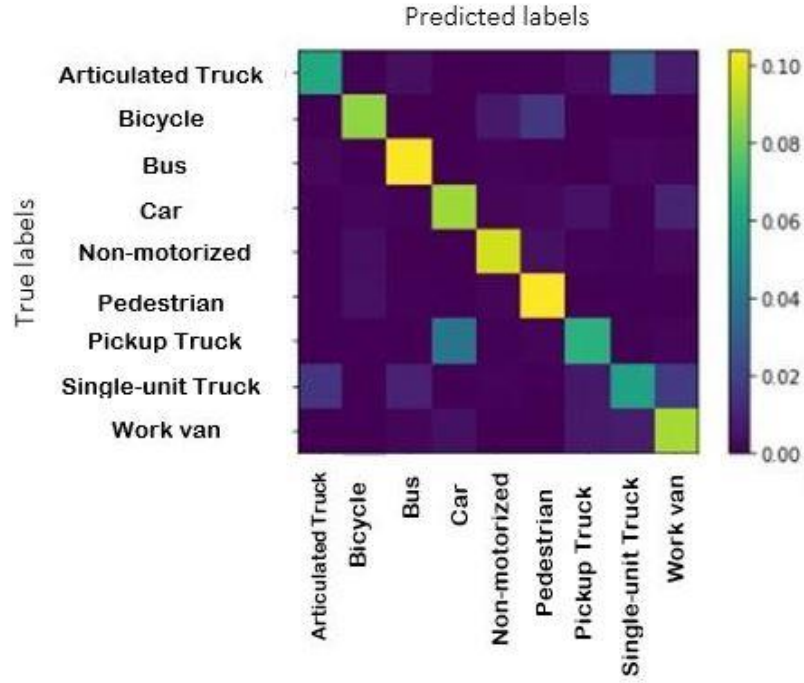 Predicted labels
True labels
Articulated Truck
Bicycle
Bus
Car
Non-motorized
Pedestrian
Pickup Truck
Single-unit Truck
Work van
0.10
0.08
0.06
0.04
0.02
0.00
Articulated Truck
Bicycle
Bus
Car
Non-motorized
Pedestrian
Pickup Truck
Single-unit Truck
Work van